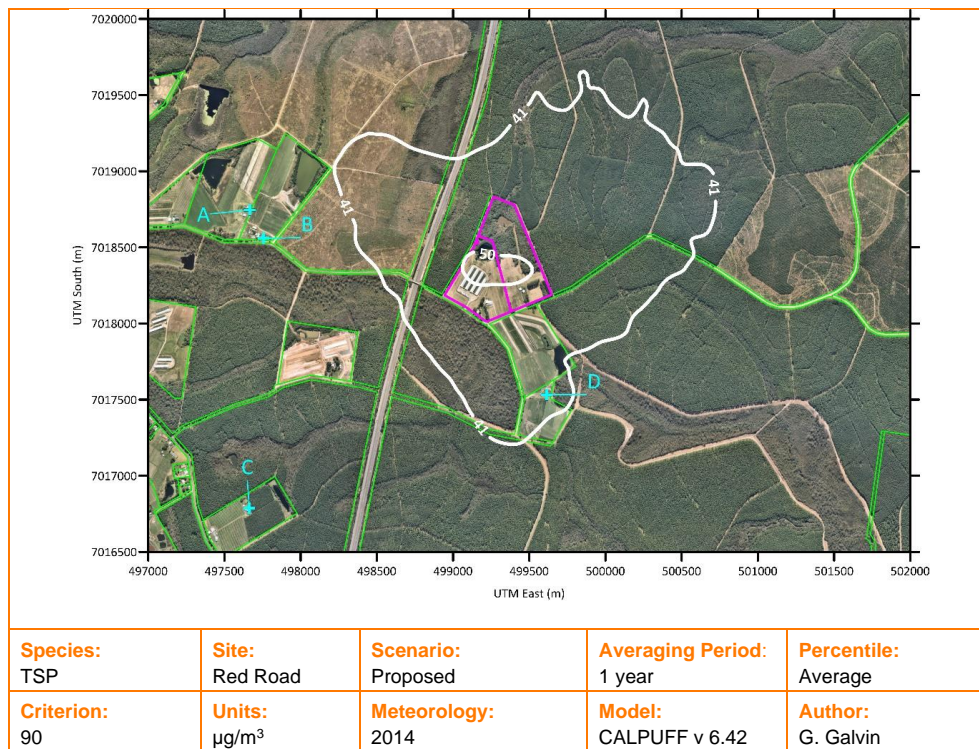 7020000
7019500
7019000
7018500
7018000
7017500
7017000
7016500
UTM South (m)
41
41
41
A
B
50
D
41
C
497000 497500 498000 498500 499000 499500 500000 500500 501000 501500 502000
UTM East (m)
Species: Site: Scenario: Averaging Period: Percentile:
TSP Red Road Proposed 1 year Average
Criterion: Units: Meteorology: Model: Author:
90 µg/m³ 2014 CALPUFF v 6.42 G. Galvin